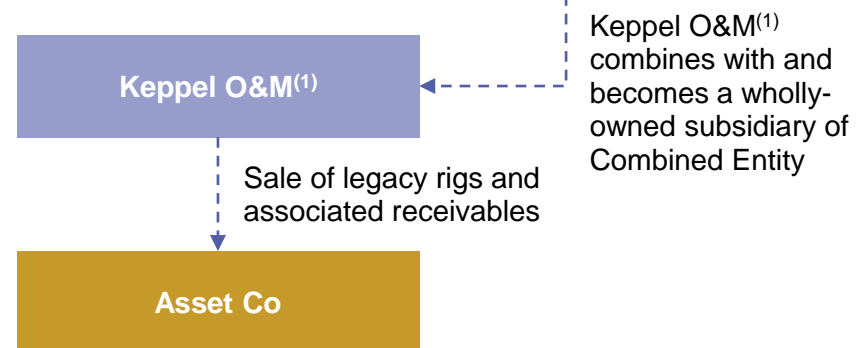 Keppel O&M(1)
combines with and
becomes a wholly-
owned subsidiary of
Combined Entity
Keppel O&M(1)
Sale of legacy rigs and
associated receivables
Asset Co